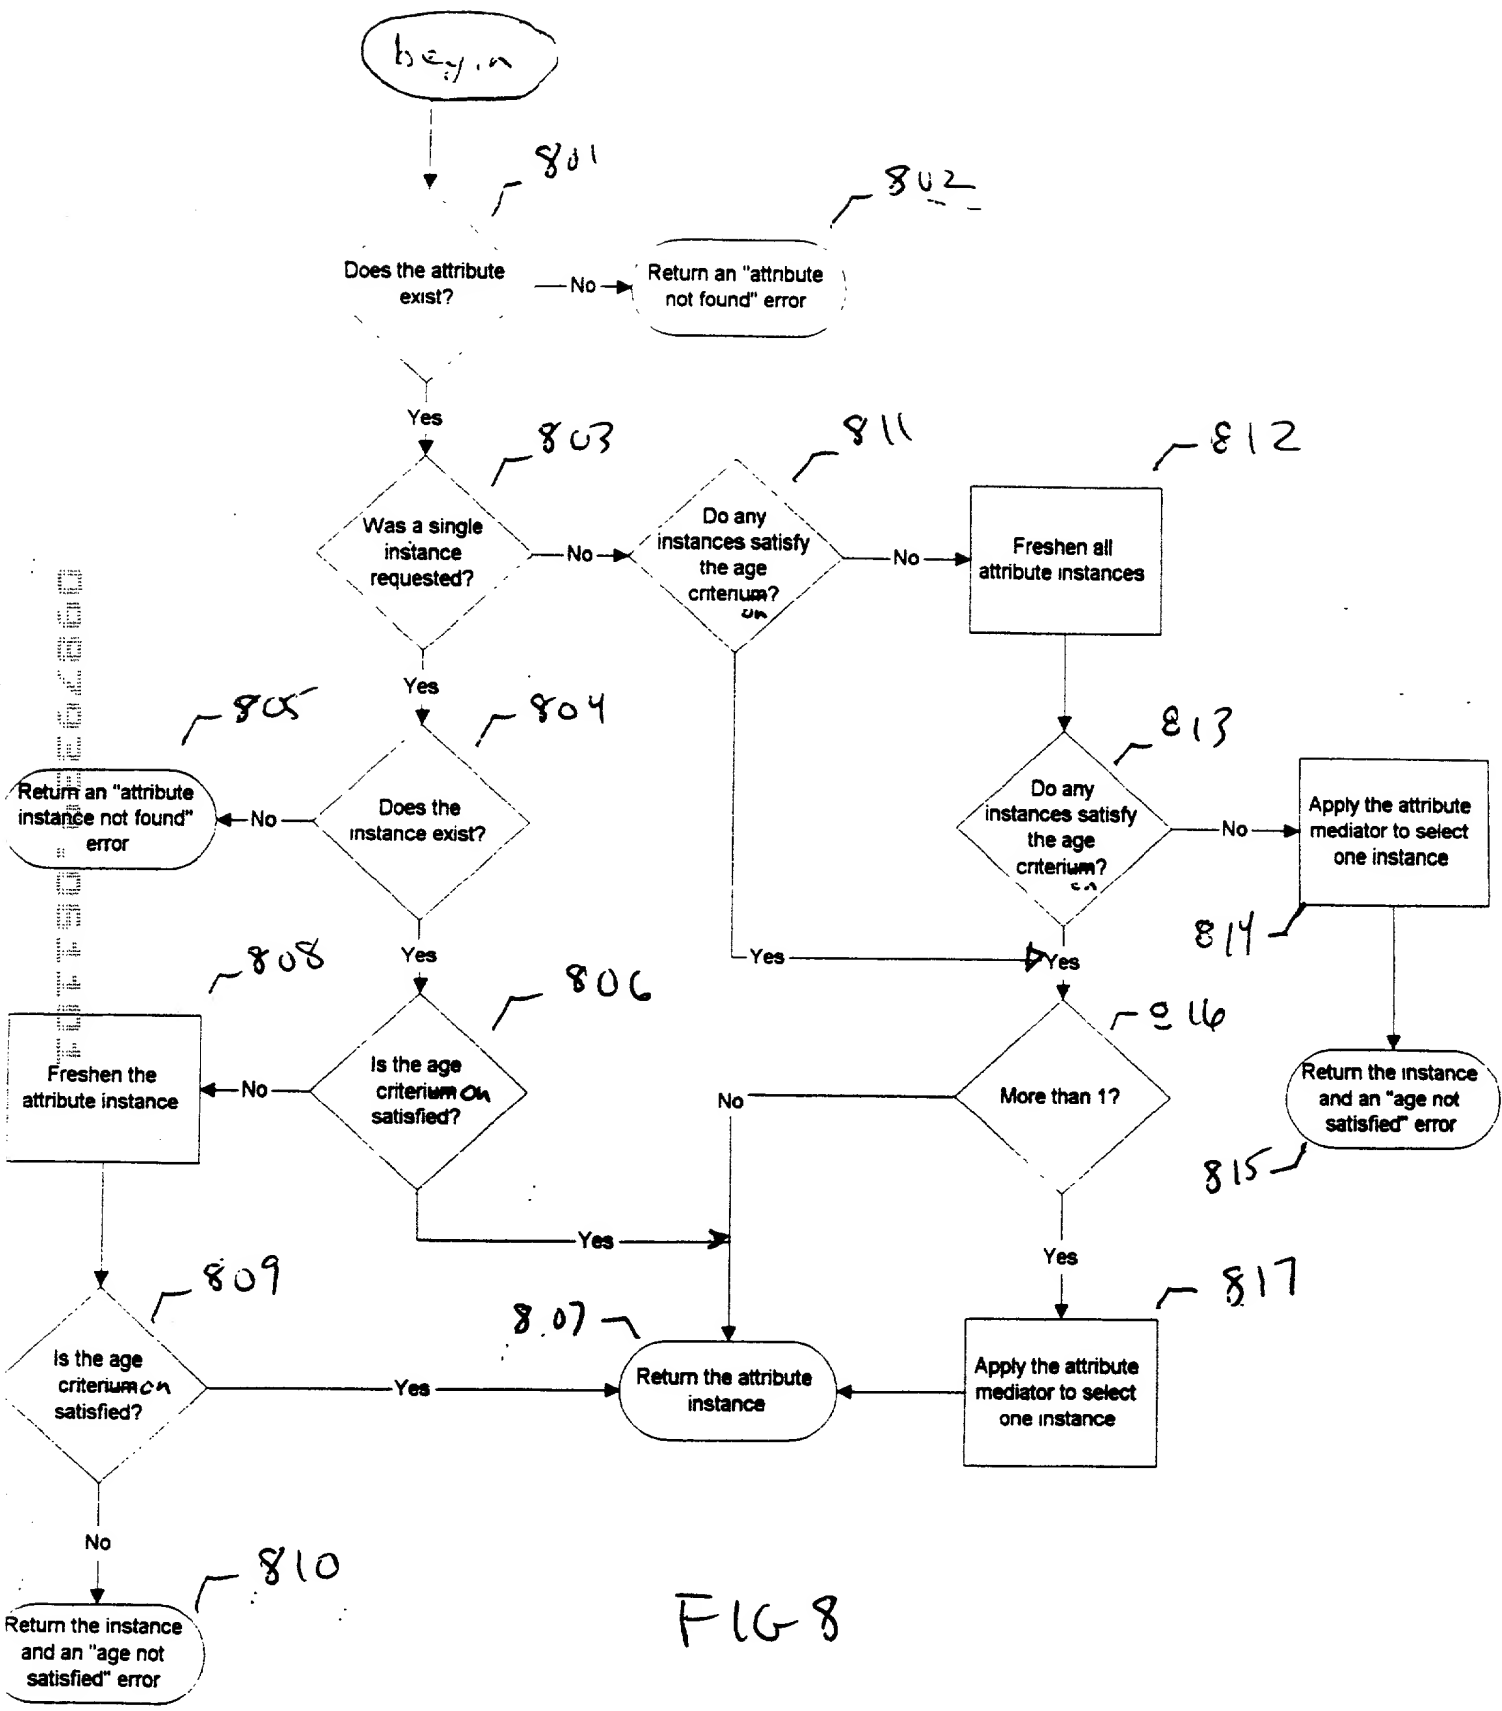 begin
801
802
Does the attribute
exist?
No
Return an "attribute
not found" error
Yes
803
811
812
Was a single
instance
requested?
No
Do any
instances satisfy
the age
criterium?
on
No
Freshen all
attribute instances
Yes
805
804
813
Return an "attribute
instance not found"
error
No
Does the
instance exist?
Do any
instances satisfy
the age
criterium?
on
No
Apply the attribute
mediator to select
one instance
814
Yes
Yes
Yes
808
806
816
Freshen the
attribute instance
No
Is the age
criterium on
satisfied?
No
More than 1?
Return the instance
and an "age not
satisfied" error
815
Yes
Yes
809
807
817
Is the age
criterium on
satisfied?
Yes
Return the attribute
instance
Apply the attribute
mediator to select
one instance
No
810
Return the instance
and an "age not
satisfied" error
FIG 8